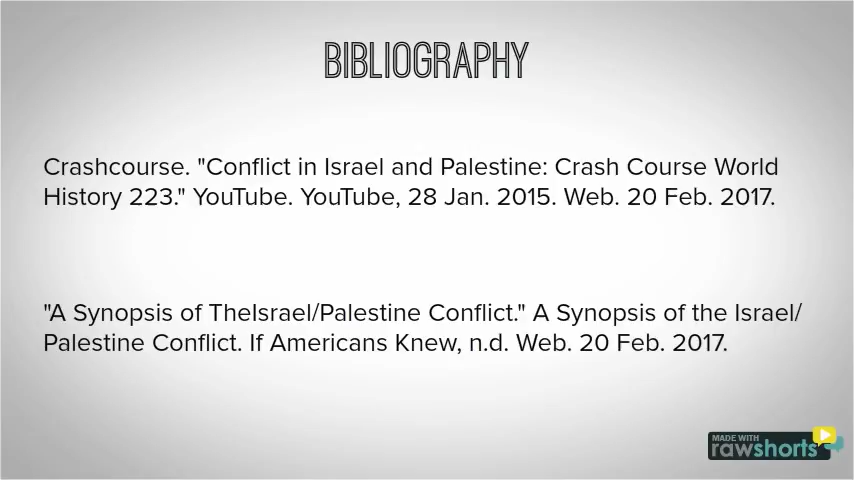 BIBLIOGRAPHY
Crashcourse. "Conflict in Israel and Palestine: Crash Course World
History 223." YouTube. YouTube, 28 Jan. 2015. Web. 20 Feb. 2017.
"A Synopsis of TheIsrael/Palestine Conflict." A Synopsis of the Israel/
Palestine Conflict. If Americans Knew, n.d. Web. 20 Feb. 2017.
MADE WITH
rawshorts